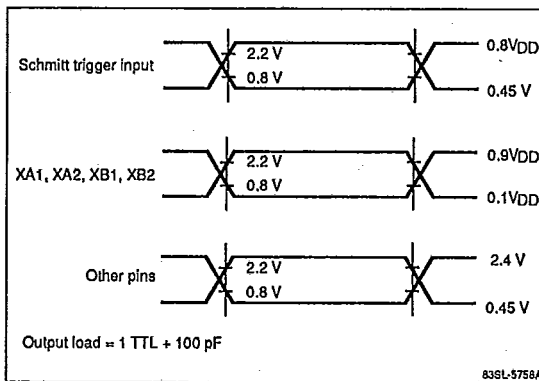 Schmitt trigger input
2.2 V
0.8 V
0.8VDD
0.45 V
XA1, XA2, XB1, XB2
2.2 V
0.8 V
0.9VDD
0.1VDD
Other pins
2.2 V
0.8 V
2.4 V
0.45 V
Output load = 1 TTL + 100 pF
83SL-5758A